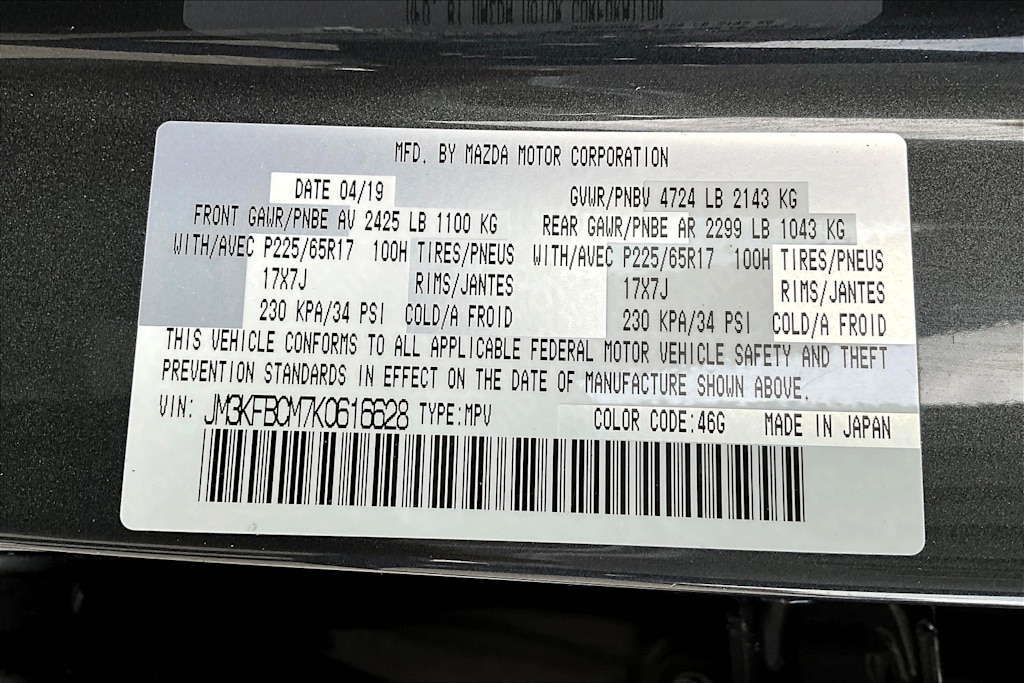 MFD. BY MAZDA MOTOR CORPORATION
DATE 04/19 GVWR/PNBV 4724 LB 2143 KG
FRONT GAWR/PNBE AV 2425 LB 1100 KG REAR GAWR/PNBE AR 2299 LB 1043 KG
WITH/AVEC P225/65R17 100H TIRES/PNEUS WITH/AVEC P225/65R17 100H TIRES/PNEUS
17X7J RIMS/JANTES 17X7J RIMS/JANTES
230 KPA/34 PSI COLD/A FROID 230 KPA/34 PSI COLD/A FROID
THIS VEHICLE CONFORMS TO ALL APPLICABLE FEDERAL MOTOR VEHICLE SAFETY AND THEFT
PREVENTION STANDARDS IN EFFECT ON THE DATE OF MANUFACTURE SHOWN ABOVE.
VIN: JM3KFBCM7K0616628 TYPE:MPV COLOR CODE:46G MADE IN JAPAN